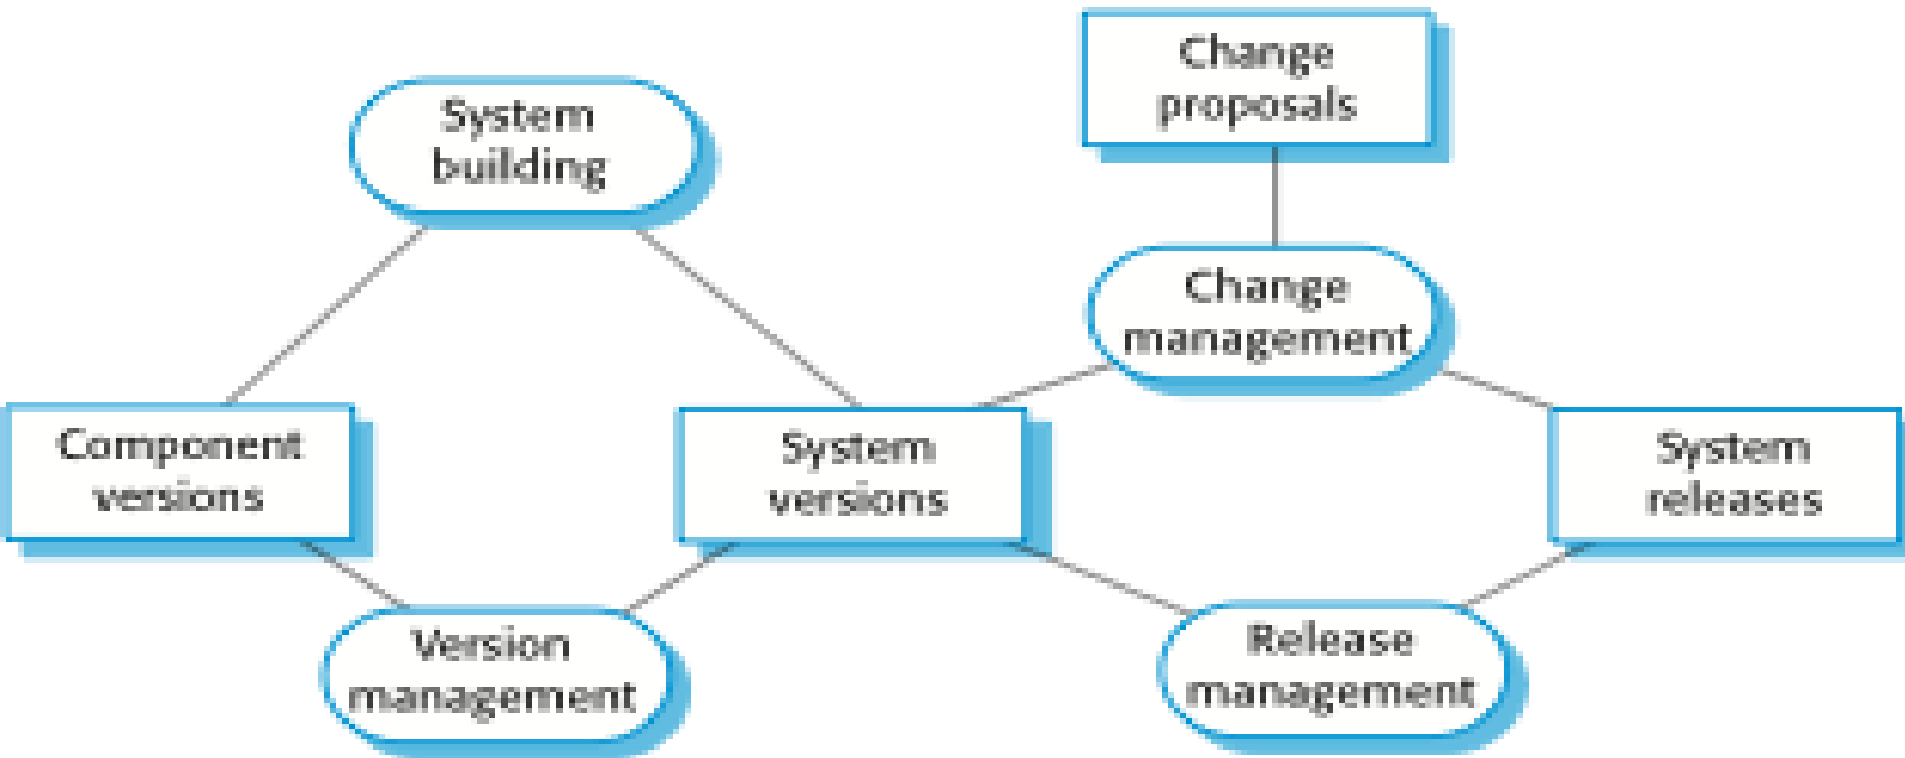 Change
proposals
System
building
Change
management
Component
versions
System
versions
System
releases
Version
management
Release
management